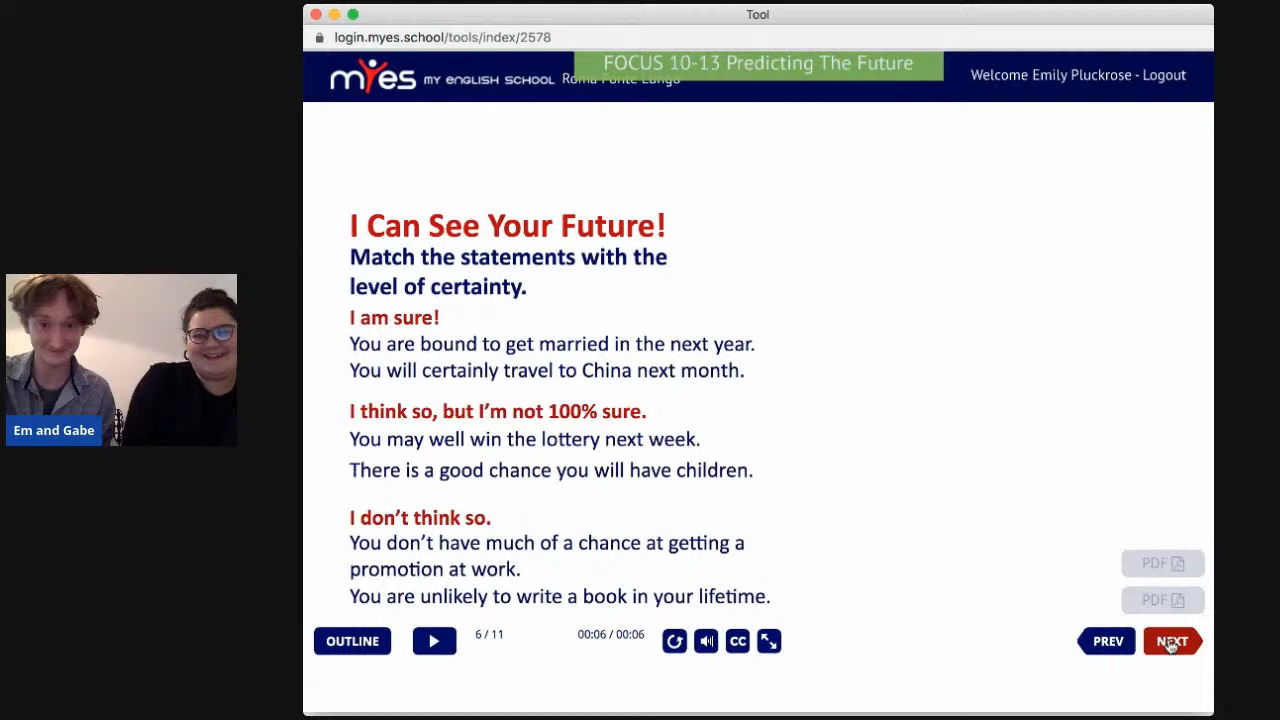 Tool
login.myes.school/tools/index/2578
FOCUS 10-13 Predicting The Future
myes MY ENGLISH SCHOOL Roma Ponte Lungo
Welcome Emily Pluckrose - Logout
I Can See Your Future!
Match the statements with the
level of certainty.
I am sure!
You are bound to get married in the next year.
You will certainly travel to China next month.
I think so, but I'm not 100% sure.
You may well win the lottery next week.
There is a good chance you will have children.
I don't think so.
You don't have much of a chance at getting a
promotion at work.
You are unlikely to write a book in your lifetime.
Em and Gabe
PDF
PDF
OUTLINE
6 / 11
00:06 / 00:06
CC
PREV
NEXT